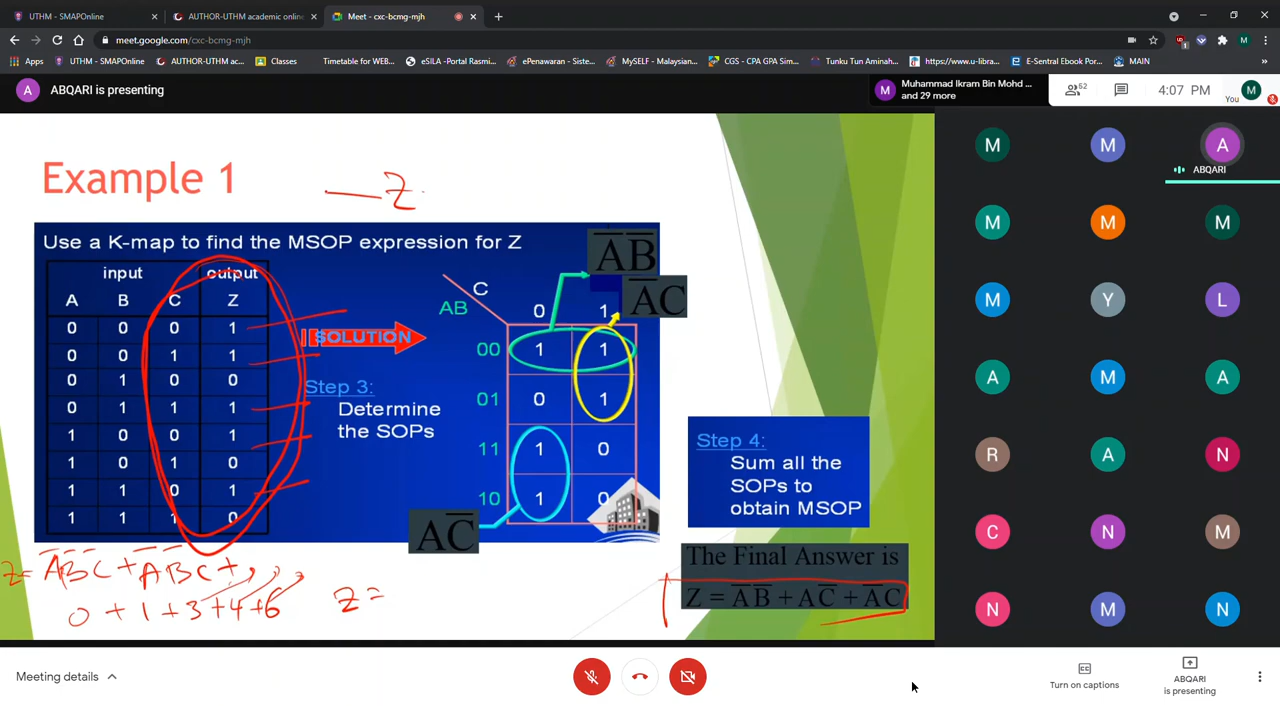 UTHM - SMAPOnline
AUTHOR-UTHM academic onlin
Meet - cxc-bcmg-mjh
meet.google.com/cxc-bcmg-mjh
Apps
UTHM - SMAPOnline
AUTHOR-UTHM ac...
Classes
Timetable for WEB...
eSILA -Portal Rasmi...
ePenawaran - Siste...
MySELF - Malaysian...
CGS - CPA GPA Sim...
Tunku Tun Aminah...
https://www.u-libra...
E-Sentral Ebook Por...
MAIN
»
A
ABQARI is presenting
M
Muhammad Ikram Bin Mohd ...
and 29 more
52
4:07 PM
You
M
Example 1
Z
Use a K-map to find the MSOP expression for Z
input output
A B C Z
0 0 0 1
0 0 1 1
0 1 0 0
0 1 1 1
1 0 0 1
1 0 1 0
1 1 0 1
1 1 1 0
SOLUTION
Step 3:
Determine
the SOPs
A̅B̅
A̅C
C
AB
0 1
00 1 1
01 0 1
11 1 0
10 1 0
AC̅
Step 4:
Sum all the
SOPs to
obtain MSOP
The Final Answer is
Z = A̅B̅ + AC̅ + A̅C
Z = A̅B̅C̅ + A̅B̅C + , , ,
0 + 1 + 3 + 4 + 6
Z =
M M A
ABQARI
M M M
M Y L
A M A
R A N
C N M
N M N
Meeting details
Turn on captions
ABQARI
is presenting